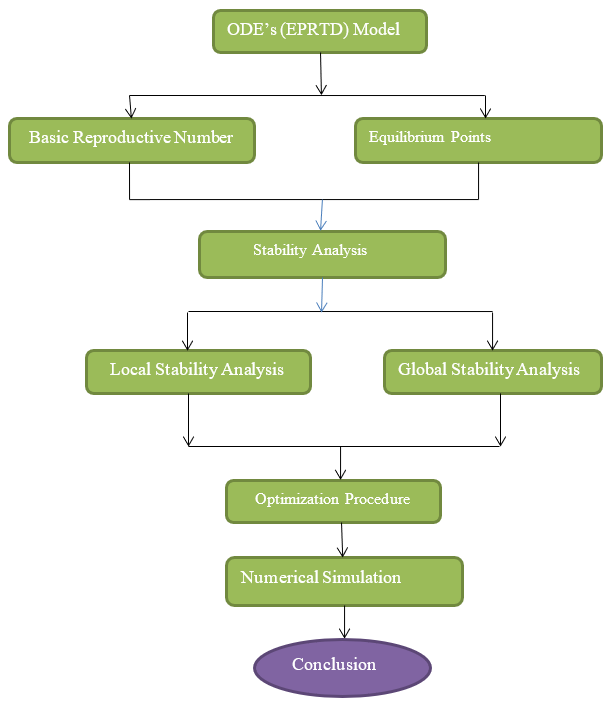 ODE’s (EPRTD) Model
Basic Reproductive Number
Equilibrium Points
Stability Analysis
Local Stability Analysis
Global Stability Analysis
Optimization Procedure
Numerical Simulation
Conclusion